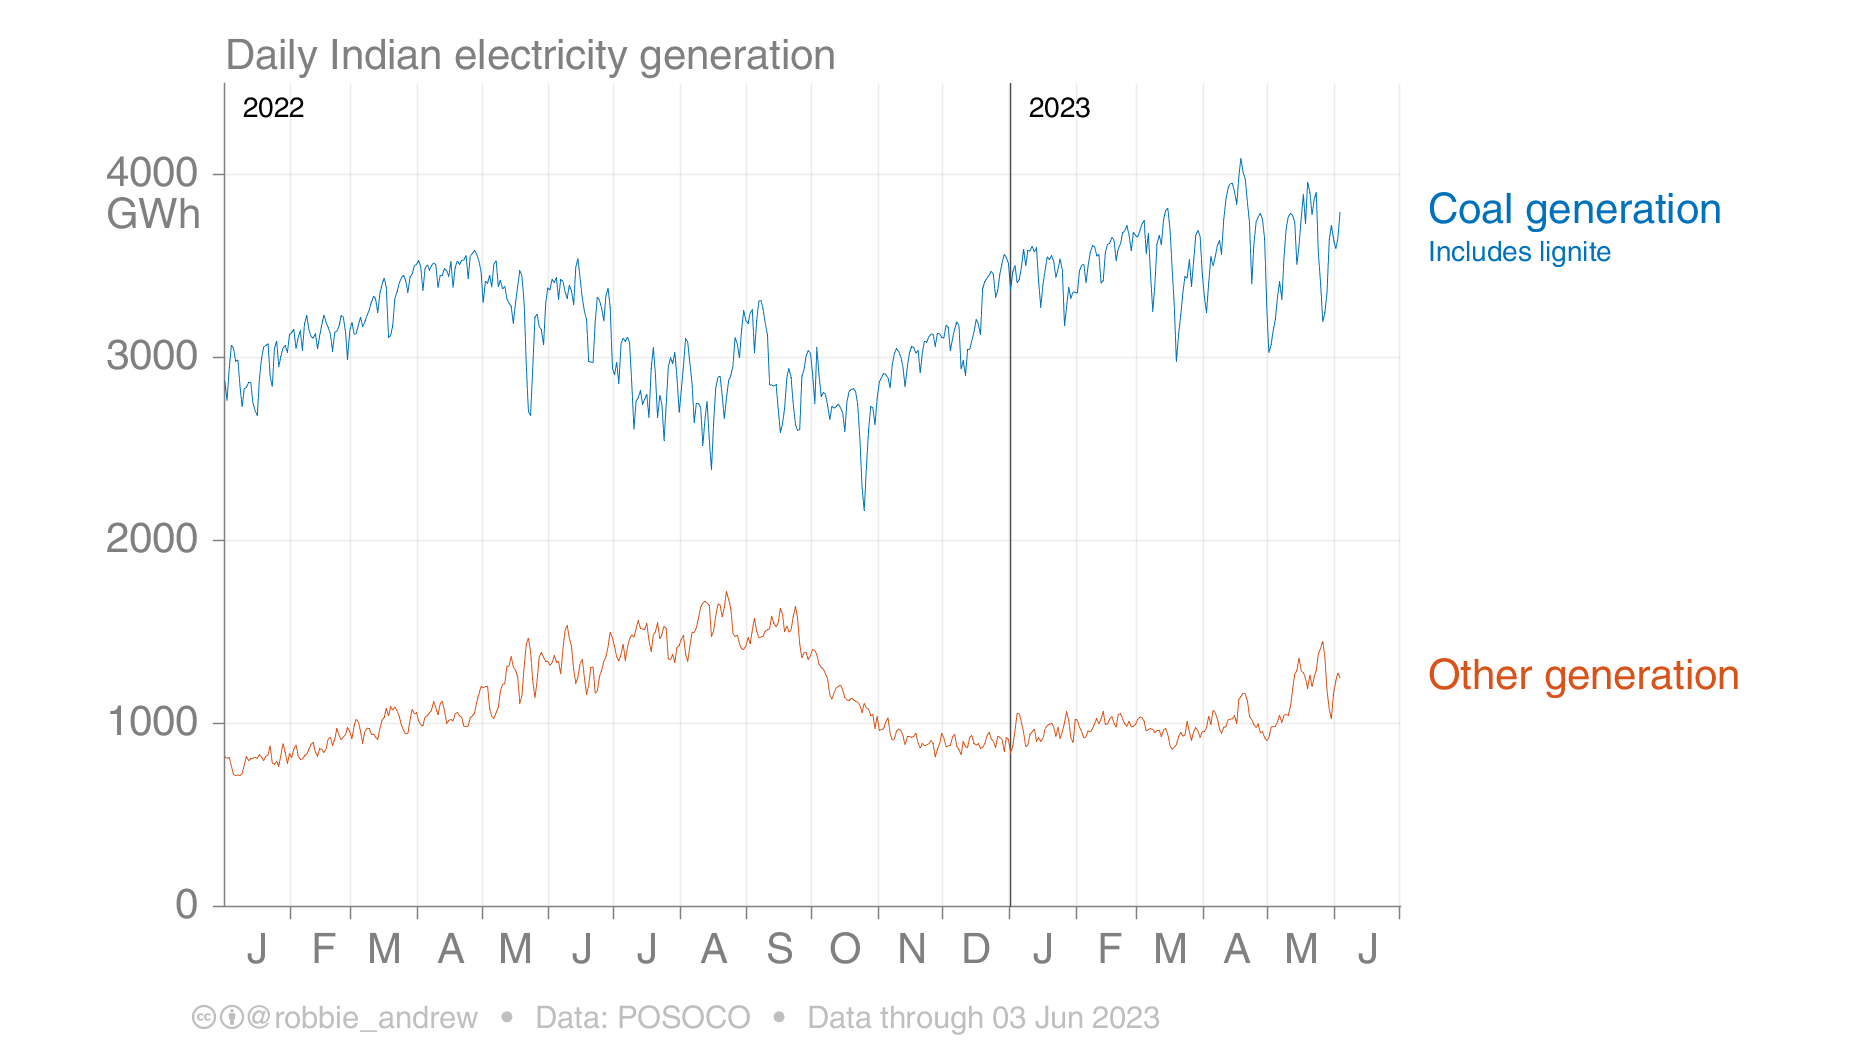 Daily Indian electricity generation
2022
2023
4000
GWh
3000
2000
1000
0
Coal generation
Includes lignite
Other generation
J F M A M J J A S O N D J F M A M J
cc @robbie_andrew • Data: POSOCO • Data through 03 Jun 2023